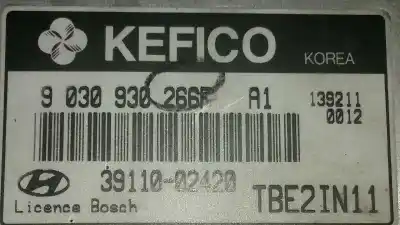 KEFICO
KOREA
9 030 930 266F A1 139211
0012
39110-02420
TBE2IN11
Licence Bosch